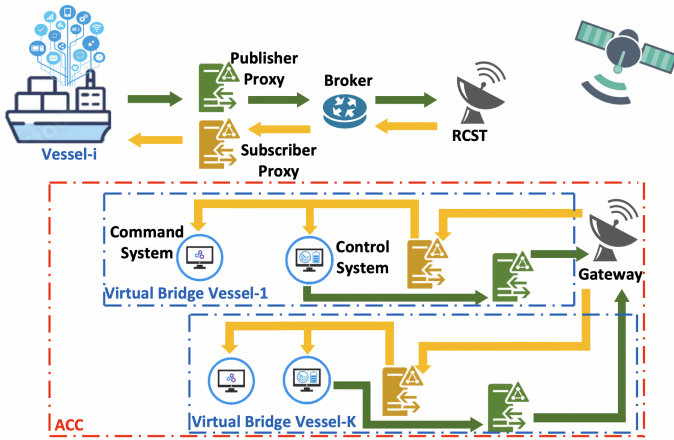 Publisher
Proxy
Broker
RCST
Vessel-i
Subscriber
Proxy
Command
System
Control
System
Gateway
Virtual Bridge Vessel-1
Virtual Bridge Vessel-K
ACC